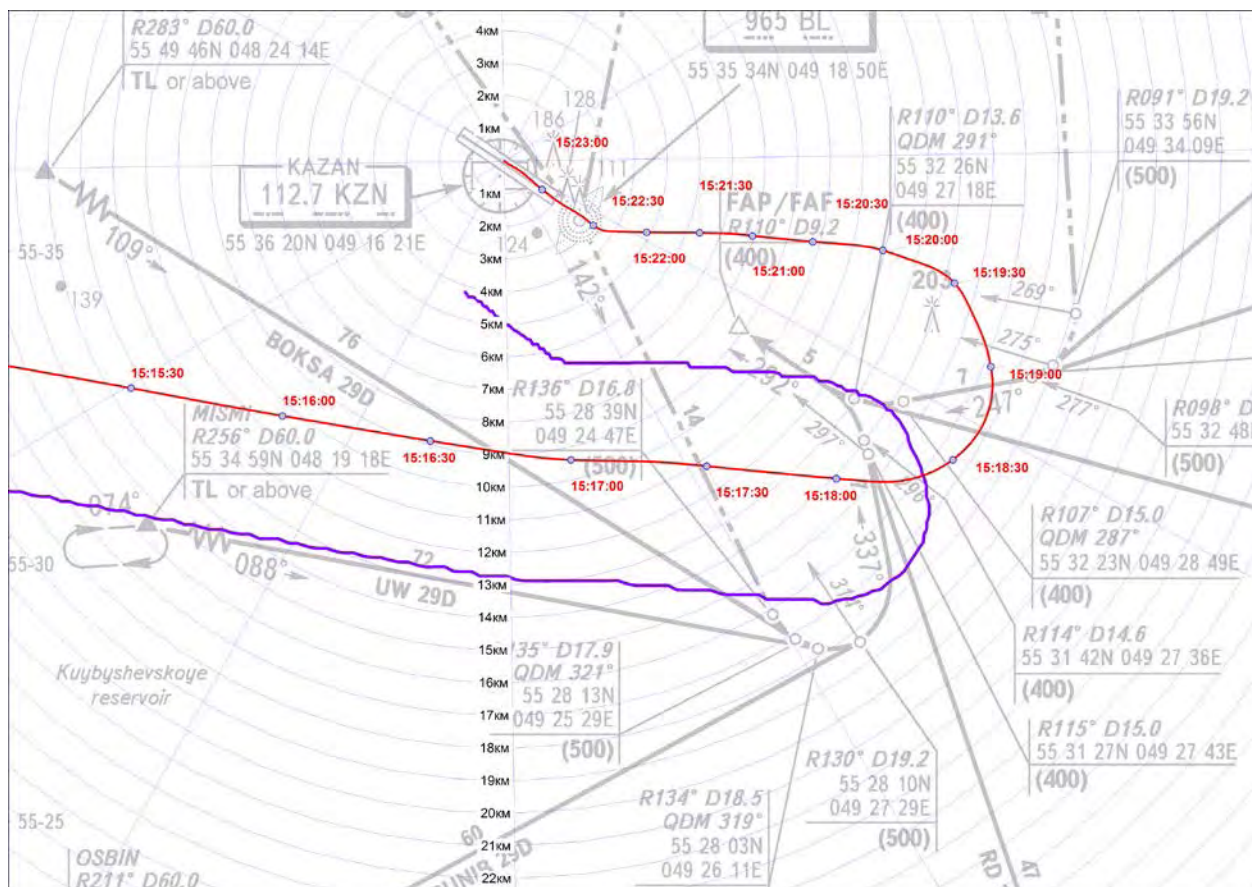 R283° D60.0
55 49 46N 048 24 14E
TL or above
965 BL
55 35 34N 049 18 50E
4км
3км
2км
1км
1км
2км
3км
4км
5км
6км
7км
8км
9км
10км
11км
12км
13км
14км
15км
16км
17км
18км
19км
20км
21км
22км
186
128
111
124
KAZAN
112.7 KZN
55 36 20N 049 16 21E
R110° D13.6
QDM 291°
55 32 26N
049 27 18E
(400)
R091° D19.2
55 33 56N
049 34 09E
(500)
FAP/FAF
R110° D9.2
(400)
15:23:00
15:22:30
15:22:00
15:21:30
15:21:00
15:20:30
15:20:00
15:19:30
15:19:00
15:18:30
15:18:00
15:17:30
15:17:00
15:16:30
15:16:00
15:15:30
55-35
139
109°
76
BOKSA 29D
142°
14
203
269°
275°
5
7
292°
297°
296
247°
277°
R098° D
55 32 48
(500)
R136° D16.8
55 28 39N
049 24 47E
(500)
MISMI
R256° D60.0
55 34 59N 048 19 18E
TL or above
074°
088°
72
UW 29D
55-30
337°
314°
R107° D15.0
QDM 287°
55 32 23N 049 28 49E
(400)
R114° D14.6
55 31 42N 049 27 36E
(400)
R115° D15.0
55 31 27N 049 27 43E
(400)
35° D17.9
QDM 321°
55 28 13N
049 25 29E
(500)
Kuybyshevskoye
reservoir
R130° D19.2
55 28 10N
049 27 29E
(500)
R134° D18.5
QDM 319°
55 28 03N
049 26 11E
55-25
OSBIN
R211° D60.0
60
29D
RD
47